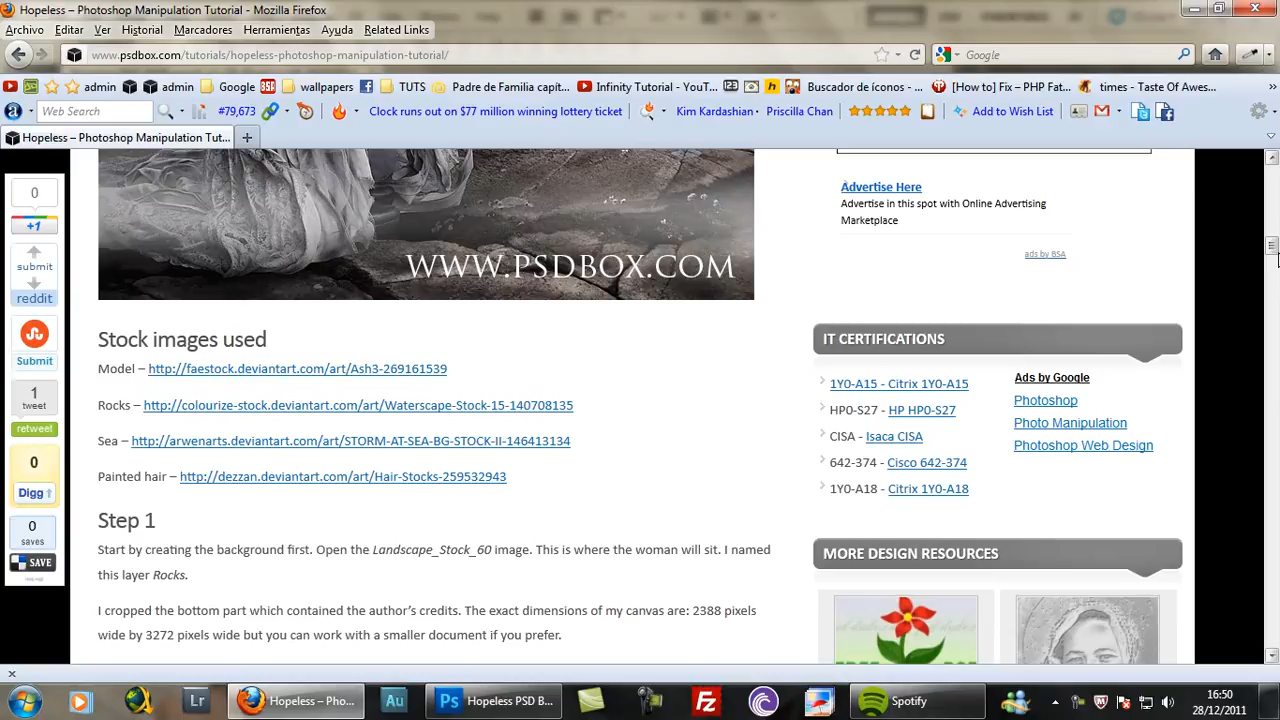 Hopeless – Photoshop Manipulation Tutorial - Mozilla Firefox
Archivo Editar Ver Historial Marcadores Herramientas Ayuda Related Links
www.psdbox.com/tutorials/hopeless-photoshop-manipulation-tutorial/
Google
admin admin Google wallpapers TUTS Padre de Familia capít... Infinity Tutorial - YouT... 123 Buscador de íconos, -... [How to] Fix – PHP Fat... times - Taste Of Awes...
Web Search #79,673 Clock runs out on $77 million winning lottery ticket Kim Kardashian Priscilla Chan Add to Wish List
Hopeless – Photoshop Manipulation Tut...
0
+1
submit
reddit
Submit
1
tweet
retweet
0
Digg
0
saves
SAVE
WWW.PSDBOX.COM
Stock images used
Model – http://faestock.deviantart.com/art/Ash3-269161539
Rocks – http://colourize-stock.deviantart.com/art/Waterscape-Stock-15-140708135
Sea – http://arwenarts.deviantart.com/art/STORM-AT-SEA-BG-STOCK-II-146413134
Painted hair – http://dezzan.deviantart.com/art/Hair-Stocks-259532943
Step 1
Start by creating the background first. Open the Landscape_Stock_60 image. This is where the woman will sit. I named
this layer Rocks.
I cropped the bottom part which contained the author's credits. The exact dimensions of my canvas are: 2388 pixels
wide by 3272 pixels wide but you can work with a smaller document if you prefer.
Advertise Here
Advertise in this spot with Online Advertising
Marketplace
ads by BSA
IT CERTIFICATIONS
1Y0-A15 - Citrix 1Y0-A15
HP0-S27 - HP HP0-S27
CISA - Isaca CISA
642-374 - Cisco 642-374
1Y0-A18 - Citrix 1Y0-A18
Ads by Google
Photoshop
Photo Manipulation
Photoshop Web Design
MORE DESIGN RESOURCES
Lr Hopeless – Pho... Au Ps Hopeless PSD B... Fz Spotify
16:50
28/12/2011